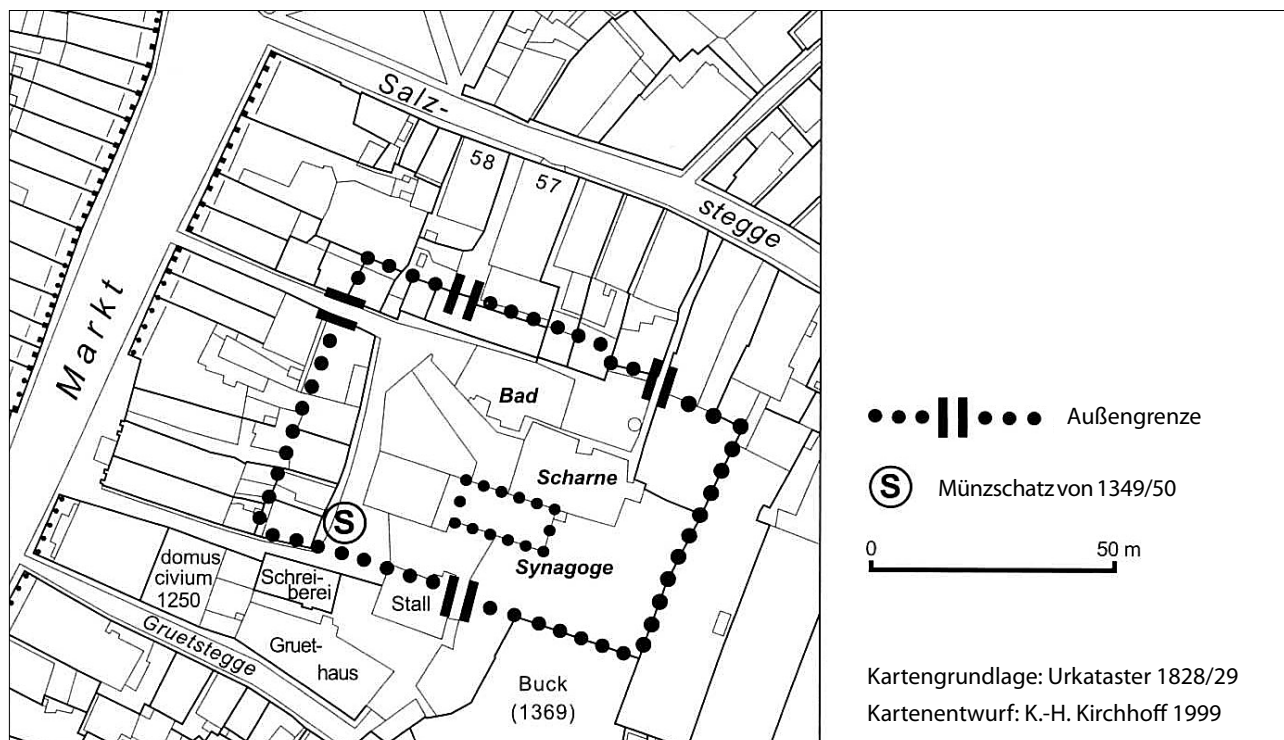 Salz-
stegge
58
57
Markt
Bad
Scharne
Synagoge
S
domus
civium
1250
Schrei-
berei
Stall
Gruetstegge
Gruet-
haus
Buck
(1369)
Außengrenze
S Münzschatz von 1349/50
0 50 m
Kartengrundlage: Urkataster 1828/29
Kartenentwurf: K.-H. Kirchhoff 1999